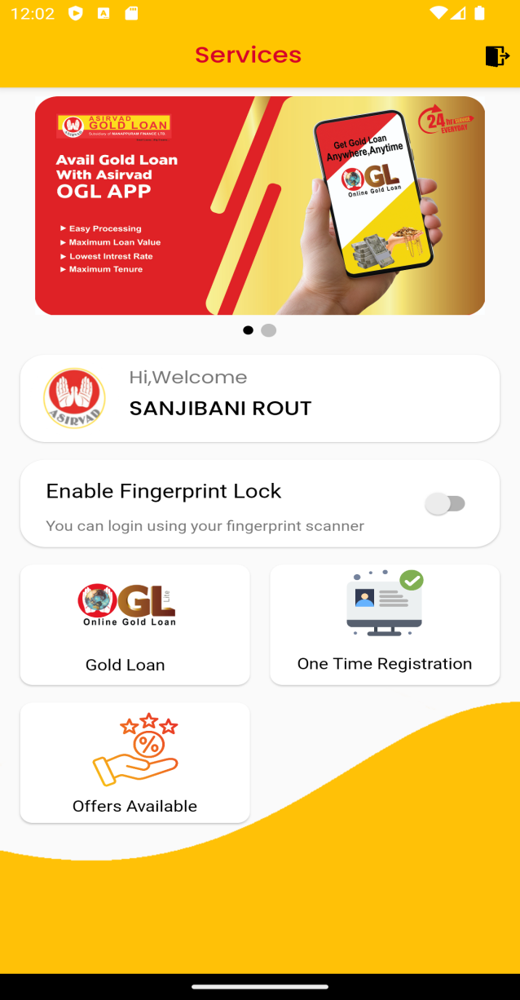 12:02
Services
ASIRVAD
GOLD LOAN
Subsidiary of MANAPPURAM FINANCE LTD.
ASIRVAD
Avail Gold Loan
With Asirvad
OGL APP
Easy Processing
Maximum Loan Value
Lowest Intrest Rate
Maximum Tenure
Get Gold Loan
Anywhere,Anytime
OGL
Online Gold Loan
24 hrs SERVICE
EVERYDAY
Hi,Welcome
SANJIBANI ROUT
ASIRVAD
Enable Fingerprint Lock
You can login using your fingerprint scanner
OGL Lite
Online Gold Loan
Gold Loan
One Time Registration
%
Offers Available